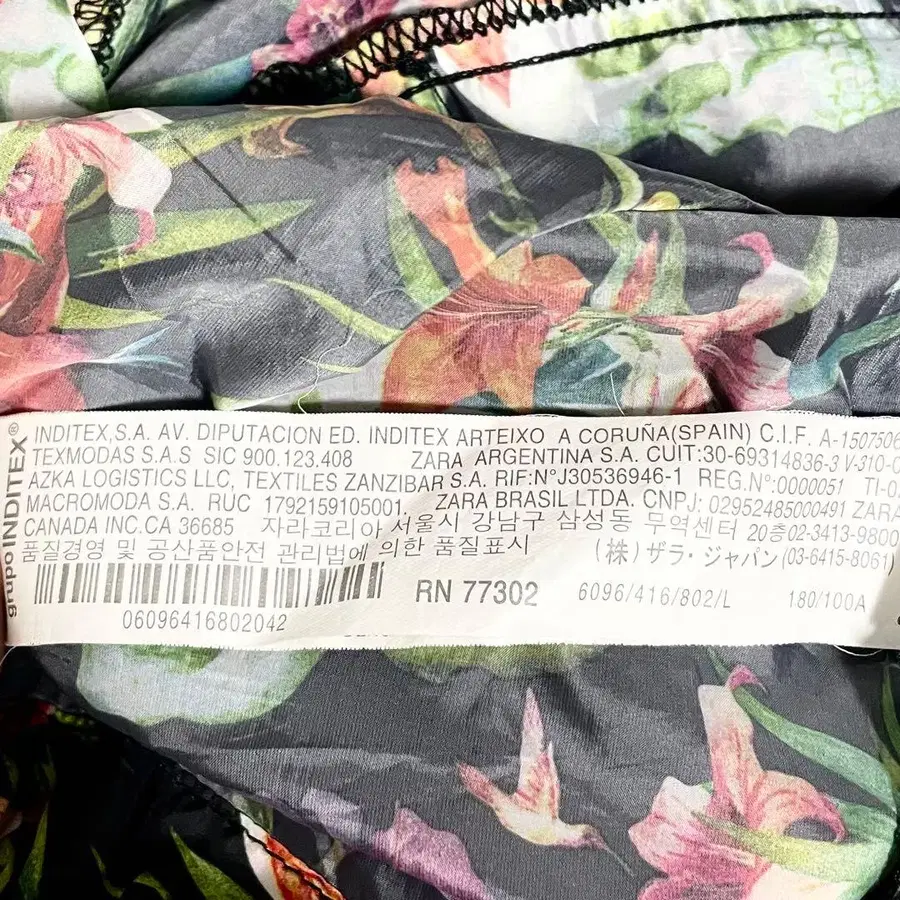 grupo INDITEX®
INDITEX,S.A. AV. DIPUTACION ED. INDITEX ARTEIXO A CORUÑA(SPAIN) C.I.F. A-1507506
TEXMODAS S.A.S SIC 900.123.408 ZARA ARGENTINA S.A. CUIT:30-69314836-3 V-310-
AZKA LOGISTICS LLC, TEXTILES ZANZIBAR S.A. RIF:N°J30536946-1 REG.N°:0000051 TI-0
MACROMODA S.A. RUC 1792159105001. ZARA BRASIL LTDA. CNPJ: 02952485000491 ZARA
CANADA INC.CA 36685 자라코리아 서울시 강남구 삼성동 무역센터 20층02-3413-9800
품질경영 및 공산품안전 관리법에 의한 품질표시 (株) ザラ・ジャパン (03-6415-8061)
RN 77302 6096/416/802/L 180/100A
06096416802042